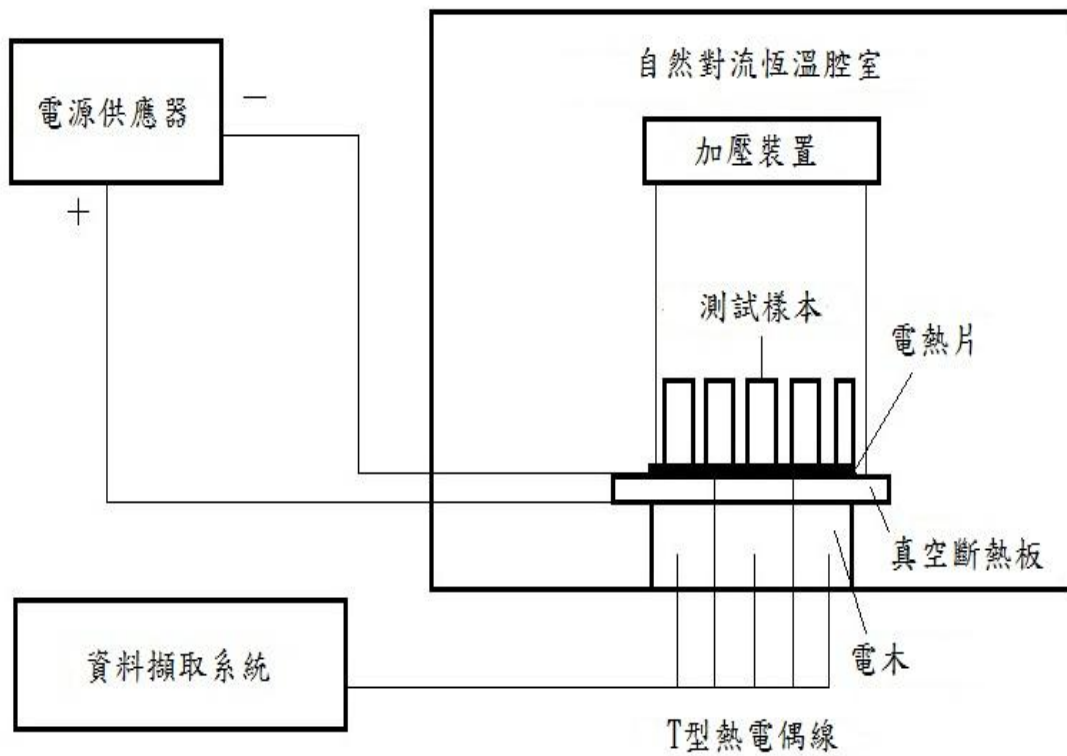 自然對流恆溫腔室
電源供應器
−
+
加壓裝置
測試樣本
電熱片
真空斷熱板
電木
資料擷取系統
T型熱電偶線